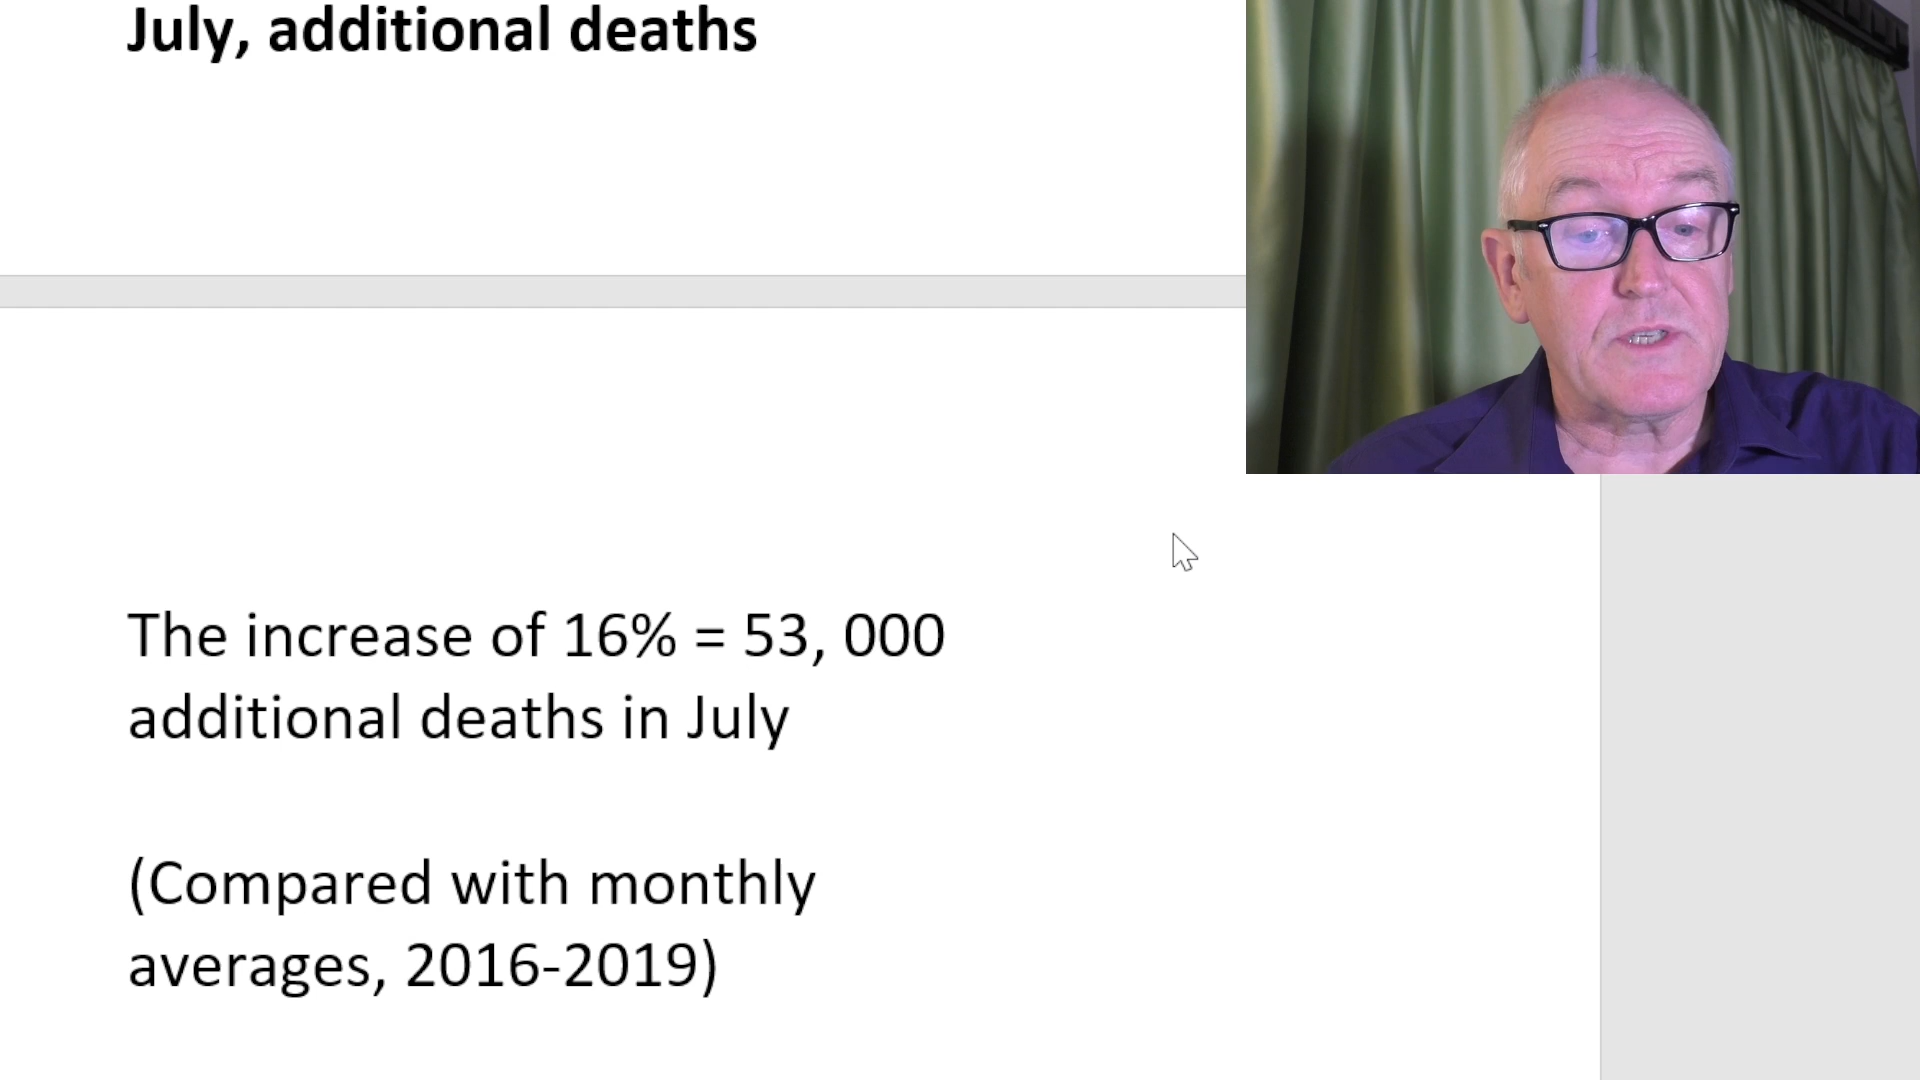 July, additional deaths
The increase of 16% = 53, 000
additional deaths in July
(Compared with monthly
averages, 2016-2019)